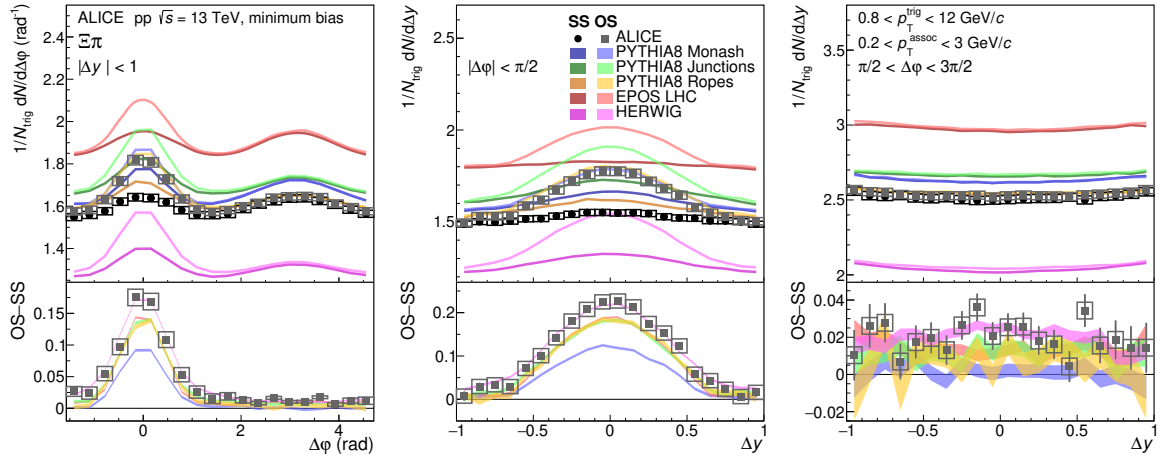 ALICE pp √s = 13 TeV, minimum bias
Ξπ
|Δy| < 1
1/N_trig dN/dΔφ (rad⁻¹)
2.4
2.2
2.0
1.8
1.6
1.4
OS−SS
0.15
0.1
0.05
0
0 2 4
Δφ (rad)
1/N_trig dN/dΔy
2.5
2
1.5
|Δφ| < π/2
SS OS
ALICE
PYTHIA8 Monash
PYTHIA8 Junctions
PYTHIA8 Ropes
EPOS LHC
HERWIG
OS−SS
0.2
0.1
0
−1 −0.5 0 0.5 1
Δy
1/N_trig dN/dΔy
3.5
3
2.5
2
0.8 < p_T^trig < 12 GeV/c
0.2 < p_T^assoc < 3 GeV/c
π/2 < Δφ < 3π/2
OS−SS
0.04
0.02
0
−0.02
−1 −0.5 0 0.5 1
Δy